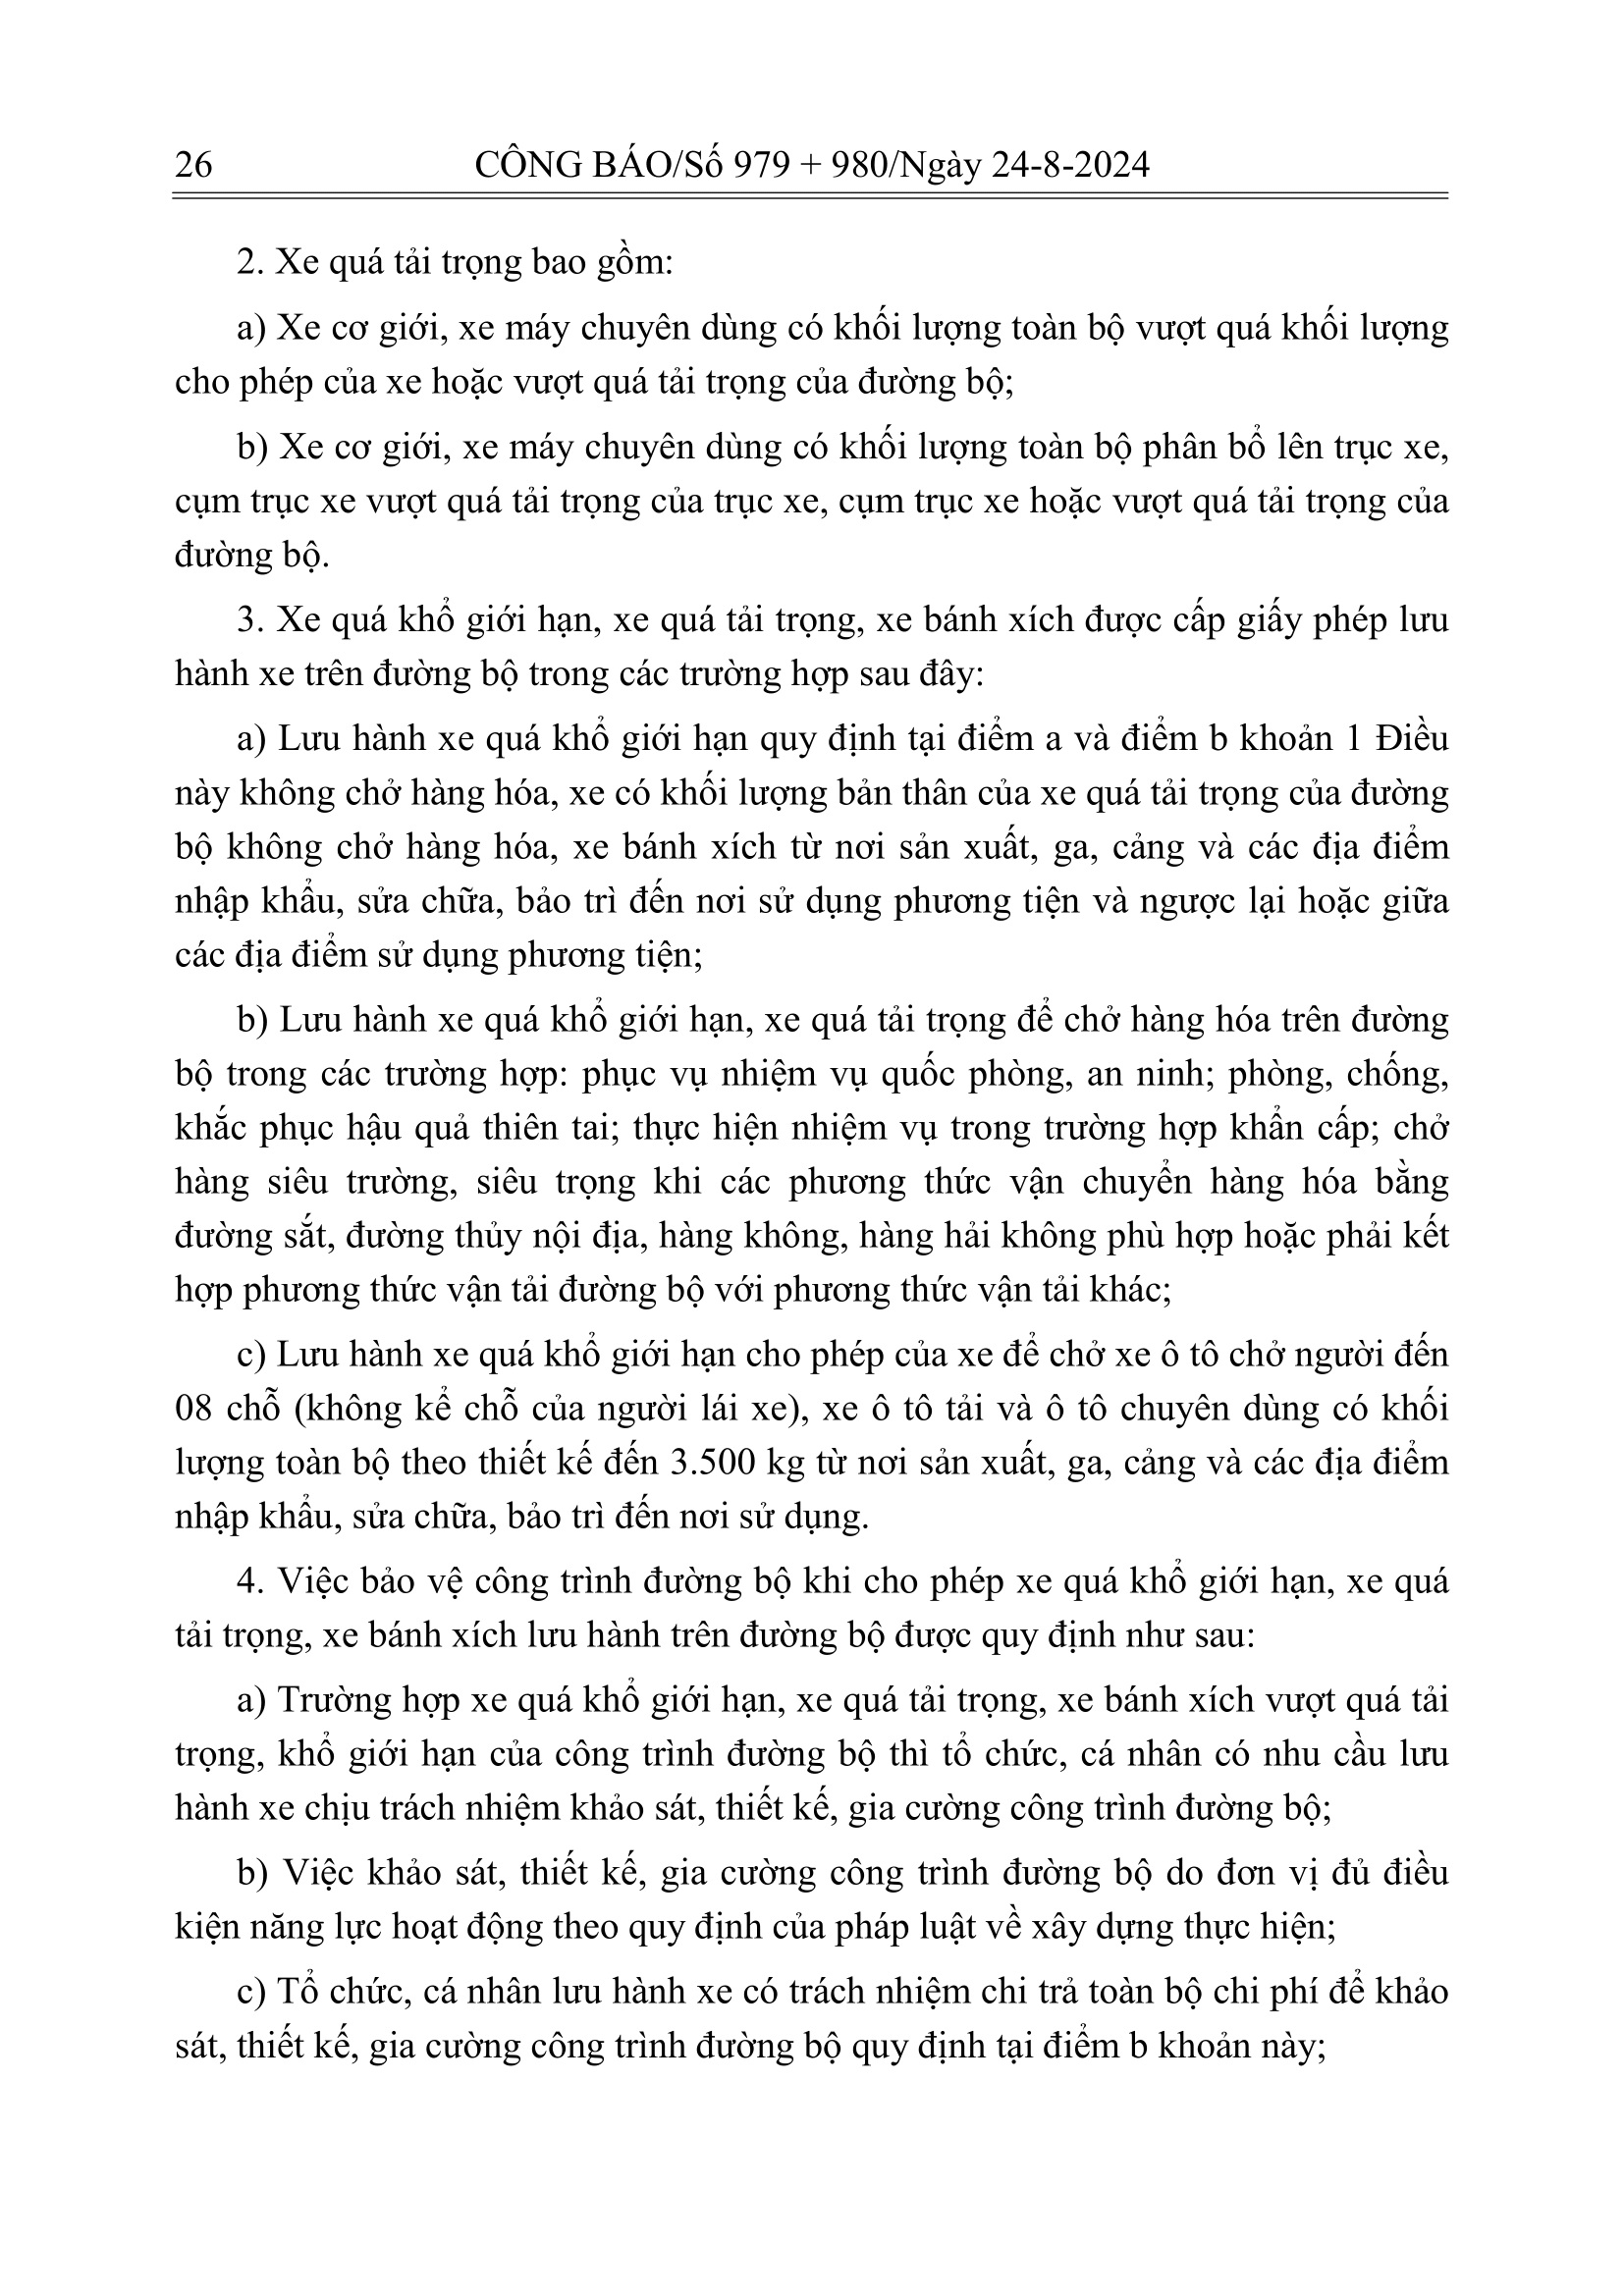 26 CÔNG BÁO/Số 979 + 980/Ngày 24-8-2024
2. Xe quá tải trọng bao gồm:
a) Xe cơ giới, xe máy chuyên dùng có khối lượng toàn bộ vượt quá khối lượng
cho phép của xe hoặc vượt quá tải trọng của đường bộ;
b) Xe cơ giới, xe máy chuyên dùng có khối lượng toàn bộ phân bổ lên trục xe,
cụm trục xe vượt quá tải trọng của trục xe, cụm trục xe hoặc vượt quá tải trọng của
đường bộ.
3. Xe quá khổ giới hạn, xe quá tải trọng, xe bánh xích được cấp giấy phép lưu
hành xe trên đường bộ trong các trường hợp sau đây:
a) Lưu hành xe quá khổ giới hạn quy định tại điểm a và điểm b khoản 1 Điều
này không chở hàng hóa, xe có khối lượng bản thân của xe quá tải trọng của đường
bộ không chở hàng hóa, xe bánh xích từ nơi sản xuất, ga, cảng và các địa điểm
nhập khẩu, sửa chữa, bảo trì đến nơi sử dụng phương tiện và ngược lại hoặc giữa
các địa điểm sử dụng phương tiện;
b) Lưu hành xe quá khổ giới hạn, xe quá tải trọng để chở hàng hóa trên đường
bộ trong các trường hợp: phục vụ nhiệm vụ quốc phòng, an ninh; phòng, chống,
khắc phục hậu quả thiên tai; thực hiện nhiệm vụ trong trường hợp khẩn cấp; chở
hàng siêu trường, siêu trọng khi các phương thức vận chuyển hàng hóa bằng
đường sắt, đường thủy nội địa, hàng không, hàng hải không phù hợp hoặc phải kết
hợp phương thức vận tải đường bộ với phương thức vận tải khác;
c) Lưu hành xe quá khổ giới hạn cho phép của xe để chở xe ô tô chở người đến
08 chỗ (không kể chỗ của người lái xe), xe ô tô tải và ô tô chuyên dùng có khối
lượng toàn bộ theo thiết kế đến 3.500 kg từ nơi sản xuất, ga, cảng và các địa điểm
nhập khẩu, sửa chữa, bảo trì đến nơi sử dụng.
4. Việc bảo vệ công trình đường bộ khi cho phép xe quá khổ giới hạn, xe quá
tải trọng, xe bánh xích lưu hành trên đường bộ được quy định như sau:
a) Trường hợp xe quá khổ giới hạn, xe quá tải trọng, xe bánh xích vượt quá tải
trọng, khổ giới hạn của công trình đường bộ thì tổ chức, cá nhân có nhu cầu lưu
hành xe chịu trách nhiệm khảo sát, thiết kế, gia cường công trình đường bộ;
b) Việc khảo sát, thiết kế, gia cường công trình đường bộ do đơn vị đủ điều
kiện năng lực hoạt động theo quy định của pháp luật về xây dựng thực hiện;
c) Tổ chức, cá nhân lưu hành xe có trách nhiệm chi trả toàn bộ chi phí để khảo
sát, thiết kế, gia cường công trình đường bộ quy định tại điểm b khoản này;